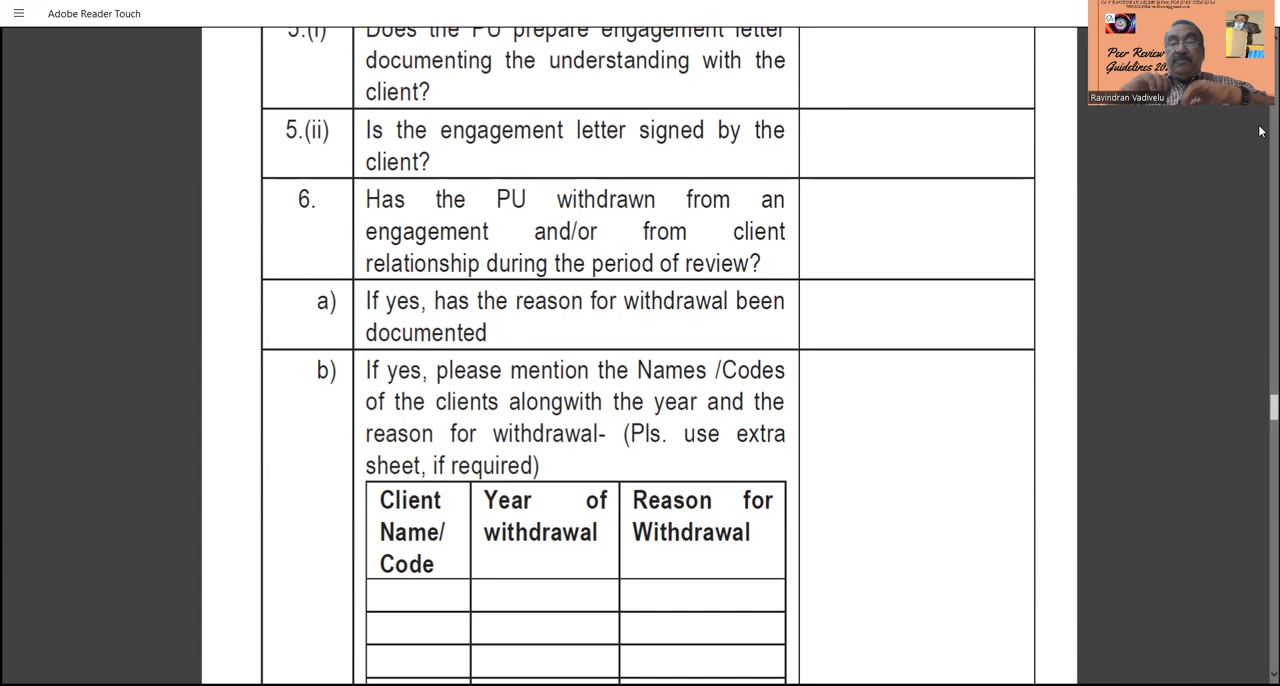 Adobe Reader Touch
Peer Review
Guidelines 20
Ravindran Vadivelu
5.(i) Does the PU prepare engagement letter
documenting the understanding with the
client?
5.(ii) Is the engagement letter signed by the
client?
6. Has the PU withdrawn from an
engagement and/or from client
relationship during the period of review?
a) If yes, has the reason for withdrawal been
documented
b) If yes, please mention the Names /Codes
of the clients alongwith the year and the
reason for withdrawal- (Pls. use extra
sheet, if required)
Client Year of Reason for
Name/ withdrawal Withdrawal
Code